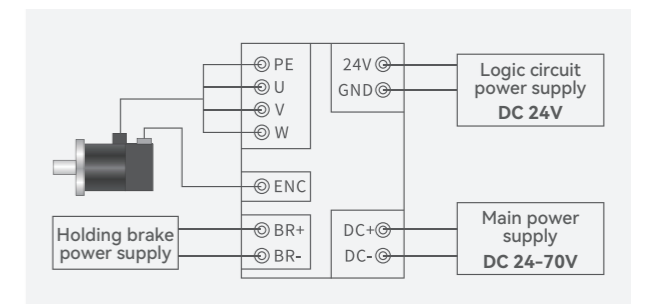 PE
U
V
W
ENC
BR+
BR-
24V
GND
DC+
DC-
Logic circuit
power supply
DC 24V
Holding brake
power supply
Main power
supply
DC 24-70V